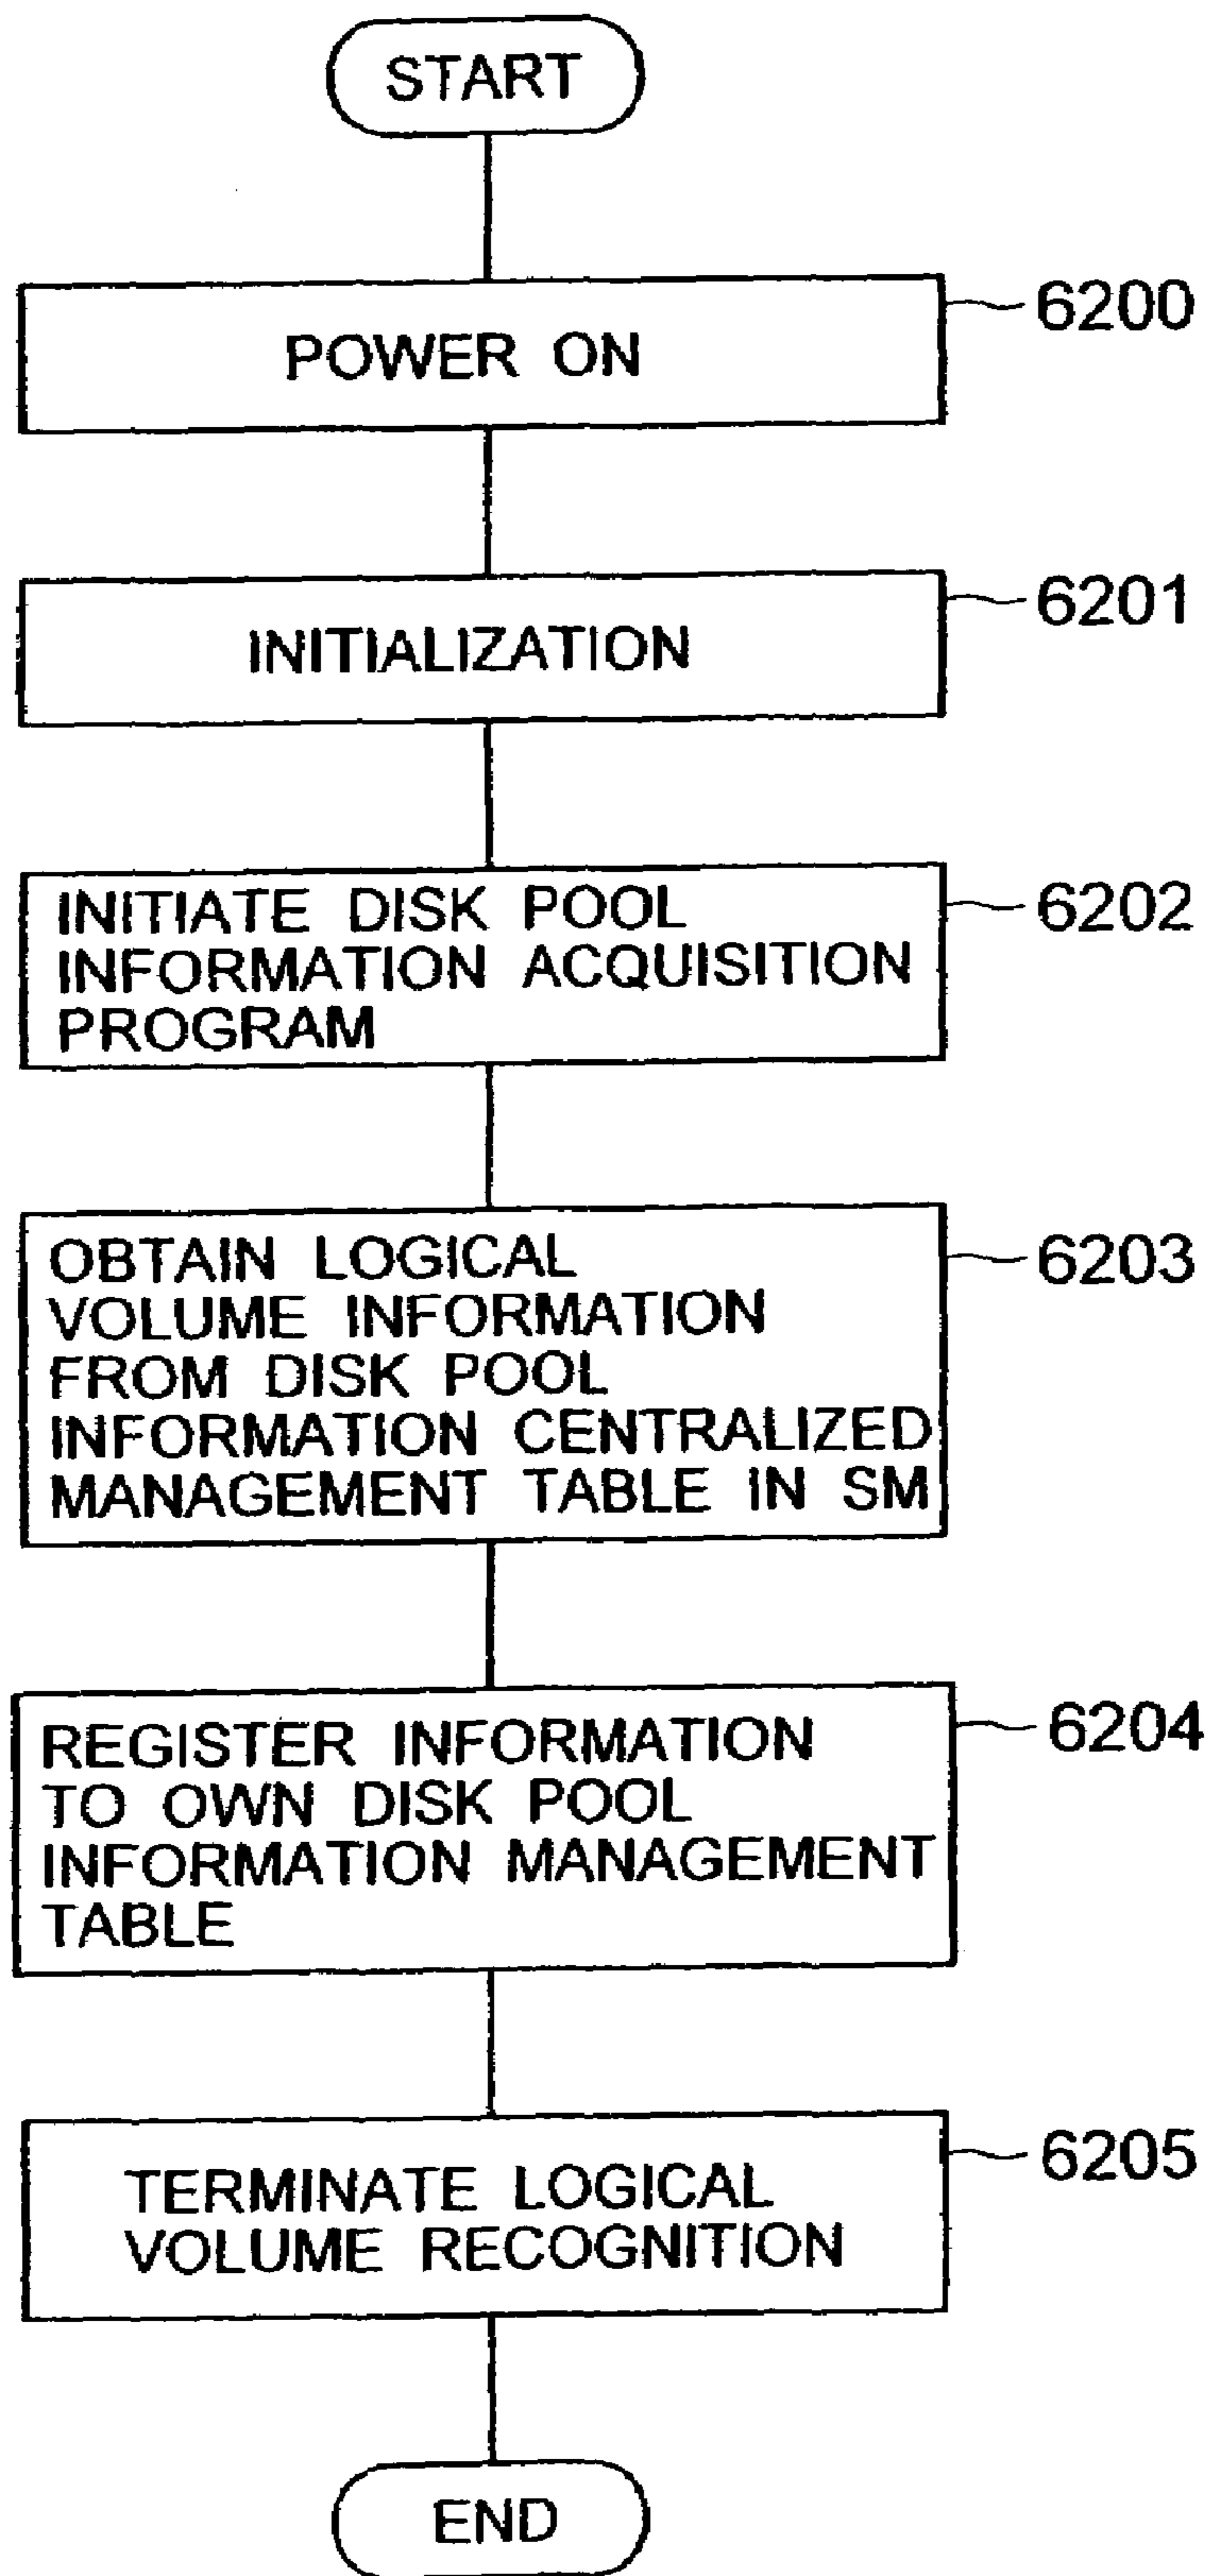 START
POWER ON
6200
INITIALIZATION
6201
INITIATE DISK POOL
INFORMATION ACQUISITION
PROGRAM
6202
OBTAIN LOGICAL
VOLUME INFORMATION
FROM DISK POOL
INFORMATION CENTRALIZED
MANAGEMENT TABLE IN SM
6203
REGISTER INFORMATION
TO OWN DISK POOL
INFORMATION MANAGEMENT
TABLE
6204
TERMINATE LOGICAL
VOLUME RECOGNITION
6205
END